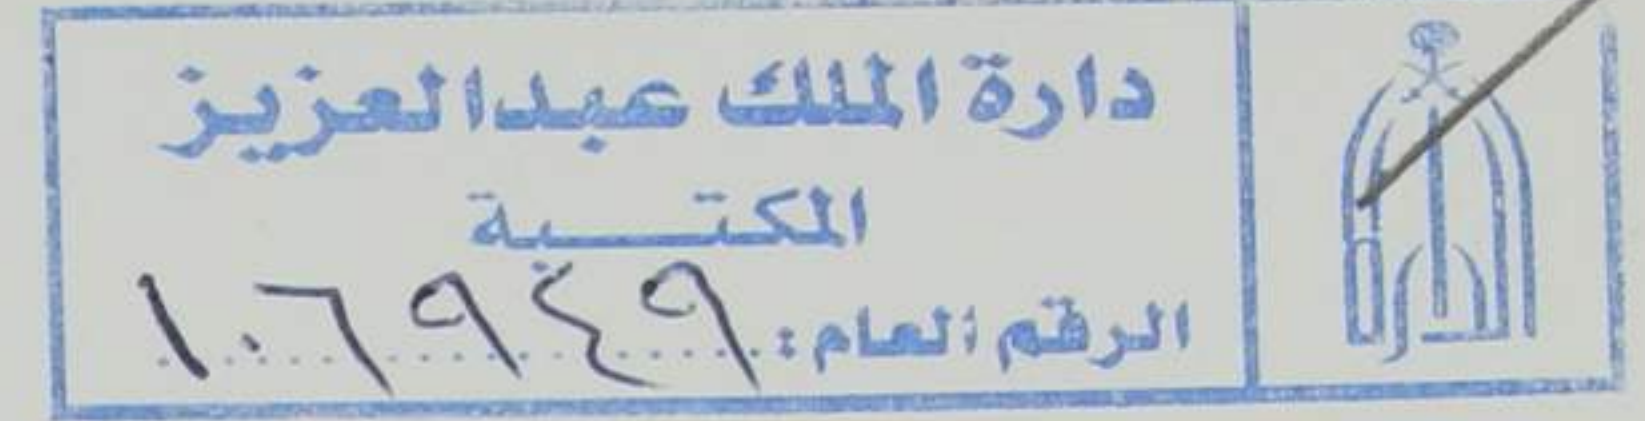 دارة الملك عبدالعزيز
المكتبة
الرقم العام: ١٠٦٩٤٩